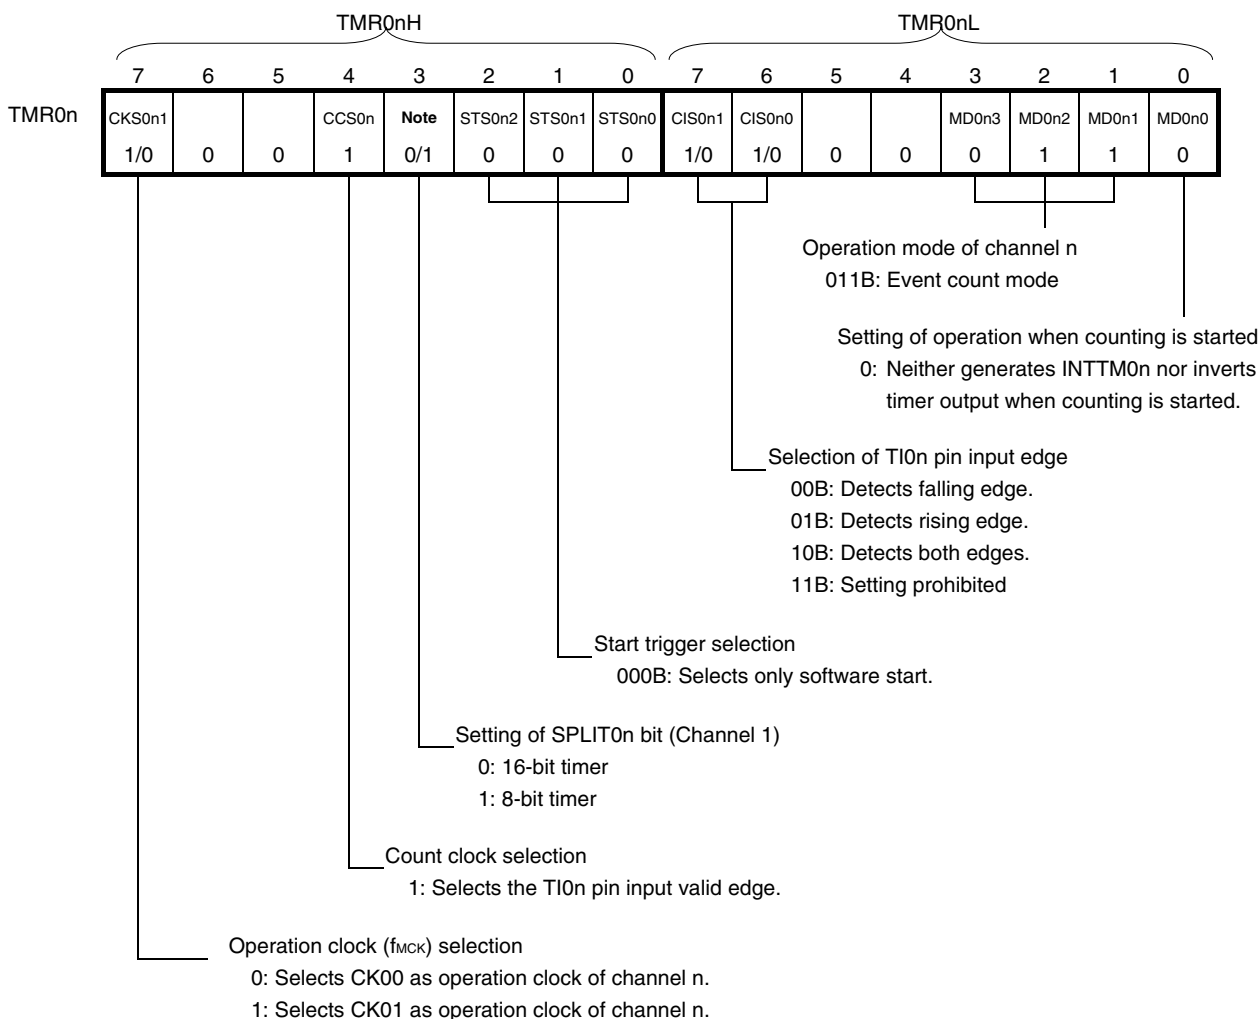 TMR0nH TMR0nL
7 6 5 4 3 2 1 0 7 6 5 4 3 2 1 0
TMR0n CKS0n1 CCS0n Note STS0n2 STS0n1 STS0n0 CIS0n1 CIS0n0 MD0n3 MD0n2 MD0n1 MD0n0
1/0 0 0 1 0/1 0 0 0 1/0 1/0 0 0 0 1 1 0
Operation mode of channel n
011B: Event count mode
Setting of operation when counting is started
0: Neither generates INTTM0n nor inverts
timer output when counting is started.
Selection of TI0n pin input edge
00B: Detects falling edge.
01B: Detects rising edge.
10B: Detects both edges.
11B: Setting prohibited
Start trigger selection
000B: Selects only software start.
Setting of SPLIT0n bit (Channel 1)
0: 16-bit timer
1: 8-bit timer
Count clock selection
1: Selects the TI0n pin input valid edge.
Operation clock (fMCK) selection
0: Selects CK00 as operation clock of channel n.
1: Selects CK01 as operation clock of channel n.